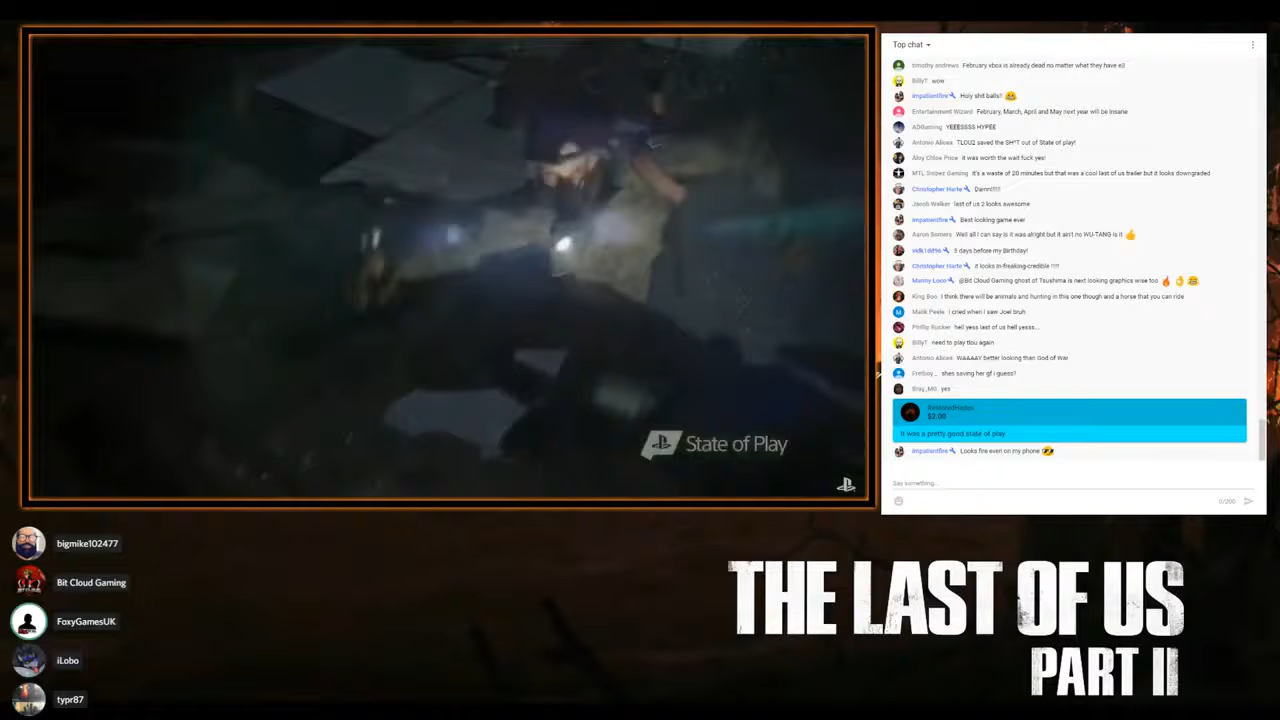 Top chat
timothy andrews February xbox is already dead no matter what they have e3
BillyT wow
impatientfire Holy shit balls!!
Entertainment Wizard February, March, April and May next year will be insane
ADGaming YEEESSSS HYPEE
Antonio Alicea TLOU2 saved the SH*T out of State of play!
Aloy Chloe Price it was worth the wait fuck yes!
MTL Sniper Gaming it's a waste of 20 minutes but that was a cool last of us trailer but it looks downgraded
Christopher Harte Damn!!!!!
Jacob Walker last of us 2 looks awesome
impatientfire Best looking game ever
Aaron Somers Well all I can say is it was alright but it ain't no WU-TANG is it
3 days before my Birthday!
Christopher Harte it looks in-freaking-credible !!!!
Manny Loco @Bit Cloud Gaming ghost of Tsushima is next looking graphics wise too
King Boo I think there will be animals and hunting in this one though and a horse that you can ride
Malik Peele I cried when I saw Joel bruh
Phillip Rucker hell yess last of us hell yesss...
BillyT need to play tlou again
Antonio Alicea WAAAAY better looking than God of War
Fretboy_ shes saving her gf i guess?
Bray_MG yes
$2.00
It was a pretty good state of play
impatientfire Looks fire even on my phone
Say something...
0/200
State of Play
bigmike102477
Bit Cloud Gaming
FoxyGamesUK
iLobo
typr87
THE LAST OF US
PART II